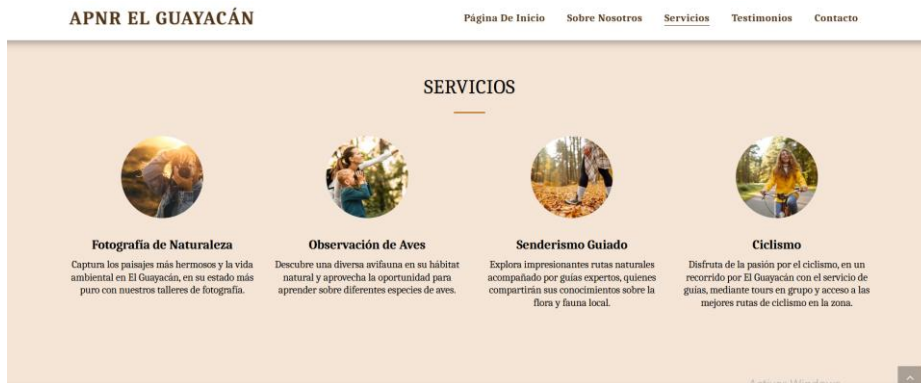 APNR EL GUAYACÁN
Página De Inicio
Sobre Nosotros
Servicios
Testimonios
Contacto
SERVICIOS
Fotografía de Naturaleza
Captura los paisajes más hermosos y la vida
ambiental en El Guayacán, en su estado más
puro con nuestros talleres de fotografía.
Observación de Aves
Descubre una diversa avifauna en su hábitat
natural y aprovecha la oportunidad para
aprender sobre diferentes especies de aves.
Senderismo Guiado
Explora impresionantes rutas naturales
acompañado por guías expertos, quienes
compartirán sus conocimientos sobre la
flora y fauna local.
Ciclismo
Disfruta de la pasión por el ciclismo, en un
recorrido por El Guayacán con el servicio de
guías, mediante tours en grupo y acceso a las
mejores rutas de ciclismo en la zona.